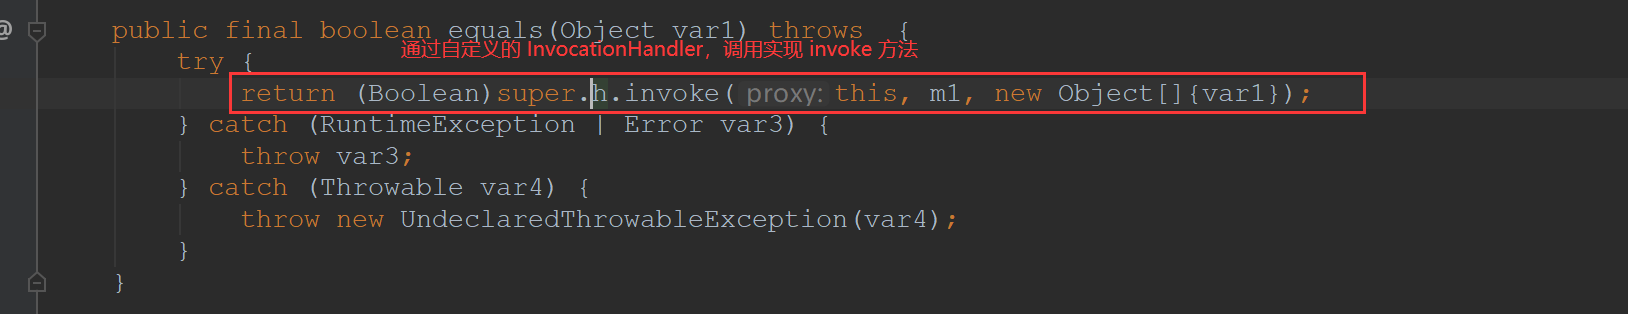 @ public final boolean equals(Object var1) throws  {
通过自定义的 InvocationHandler，调用实现 invoke 方法
try {
return (Boolean)super.h.invoke( proxy: this, m1, new Object[]{var1});
} catch (RuntimeException | Error var3) {
throw var3;
} catch (Throwable var4) {
throw new UndeclaredThrowableException(var4);
}
}